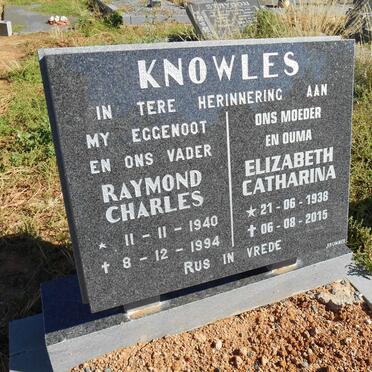 KNOWLES
IN TERE HERINNERING AAN
MY EGGENOOT
EN ONS VADER
RAYMOND
CHARLES
* 11-11-1940
† 8-12-1994
ONS MOEDER
EN OUMA
ELIZABETH
CATHARINA
* 21-06-1938
† 06-08-2015
RUS IN VREDE